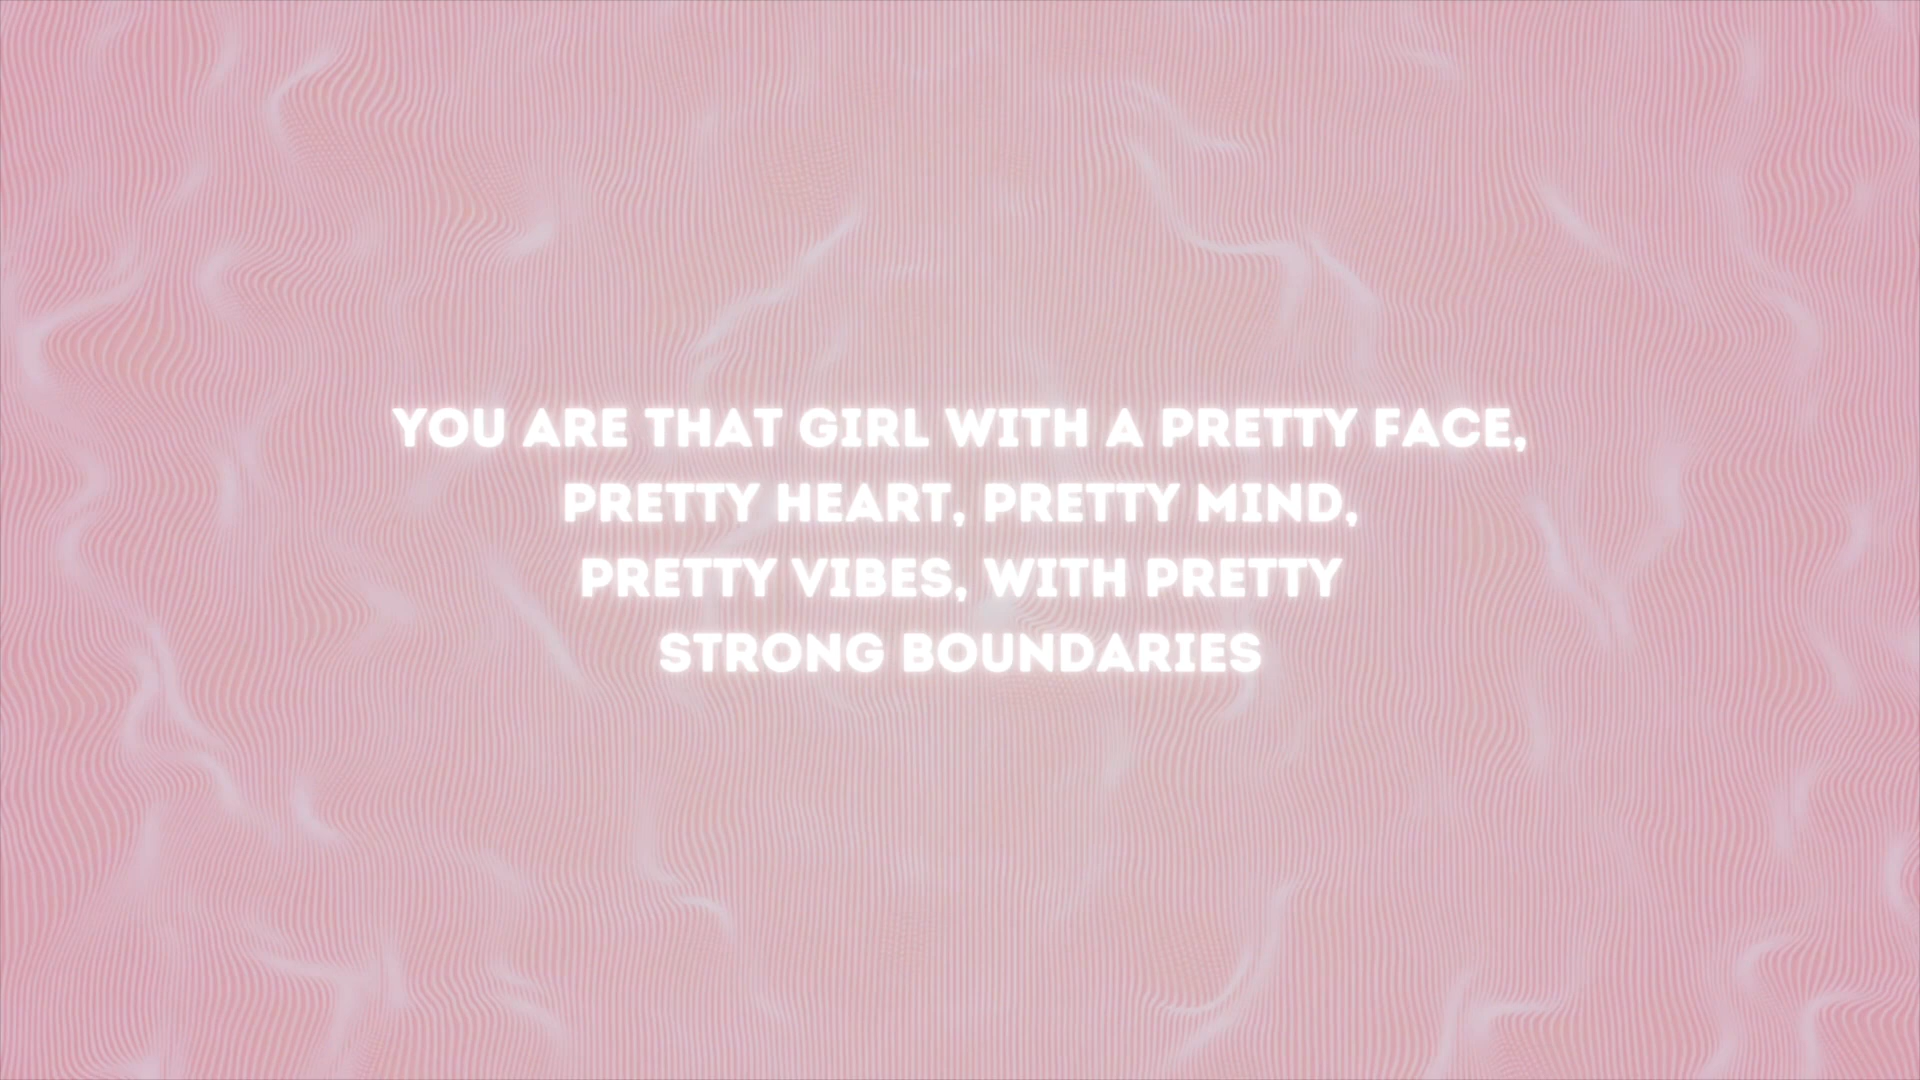 YOU ARE THAT GIRL WITH A PRETTY FACE,
PRETTY HEART, PRETTY MIND,
PRETTY VIBES, WITH PRETTY
STRONG BOUNDARIES